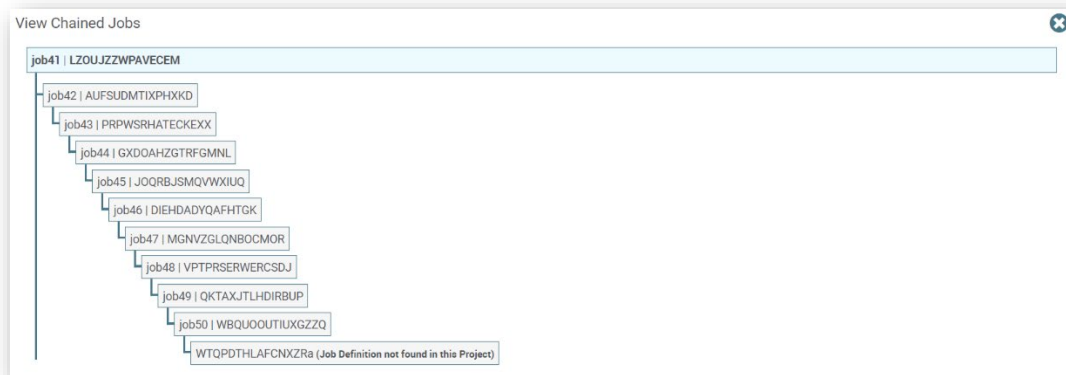 View Chained Jobs
job41 | LZOUJZZWPAVECEM
job42 | AUFSUDMTIXPHXKD
job43 | PRPWSRHATECKEXX
job44 | GXDOAHZGTRFGMNL
job45 | JOQRBJSMQVWXIUQ
job46 | DIEHDADYQAFHTGK
job47 | MGNVZGLQNBOCMOR
job48 | VPTPRSERWERCSDJ
job49 | QKTAXJTLHDIRBUP
job50 | WBQUOOUTIUXGZZQ
WTQPDTHLAFCNXZRa (Job Definition not found in this Project)